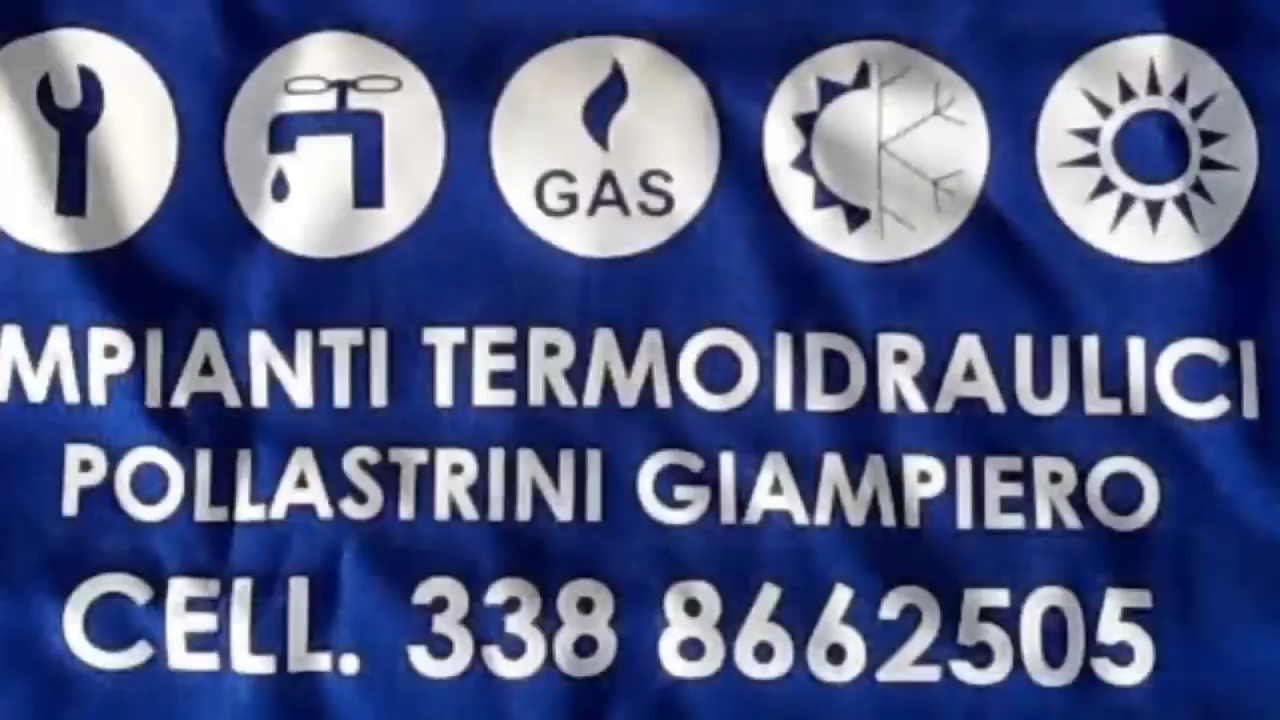 GAS
MPIANTI TERMOIDRAULICI
POLLASTRINI GIAMPIERO
CELL. 338 8662505